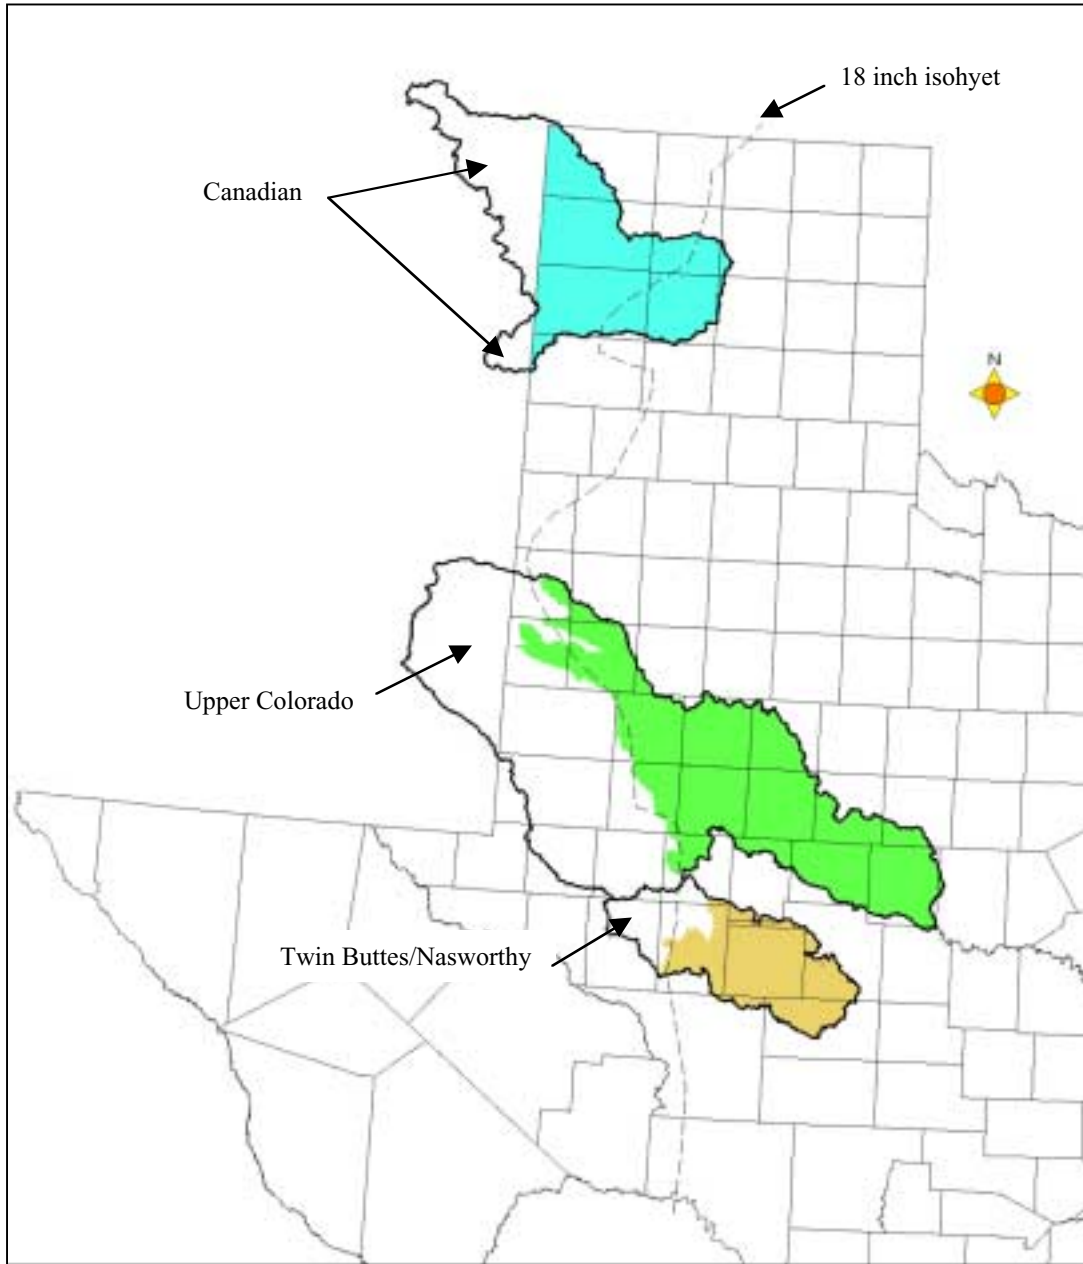 18 inch isohyet
Canadian
N
Upper Colorado
Twin Buttes/Nasworthy